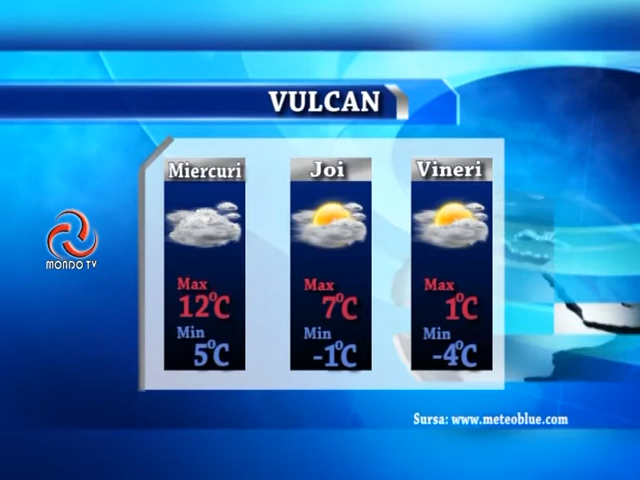 VULCAN
Miercuri
Max
12°C
Min
5°C
Joi
Max
7°C
Min
-1°C
Vineri
Max
1°C
Min
-4°C
MONDO TV
Sursa: www.meteoblue.com